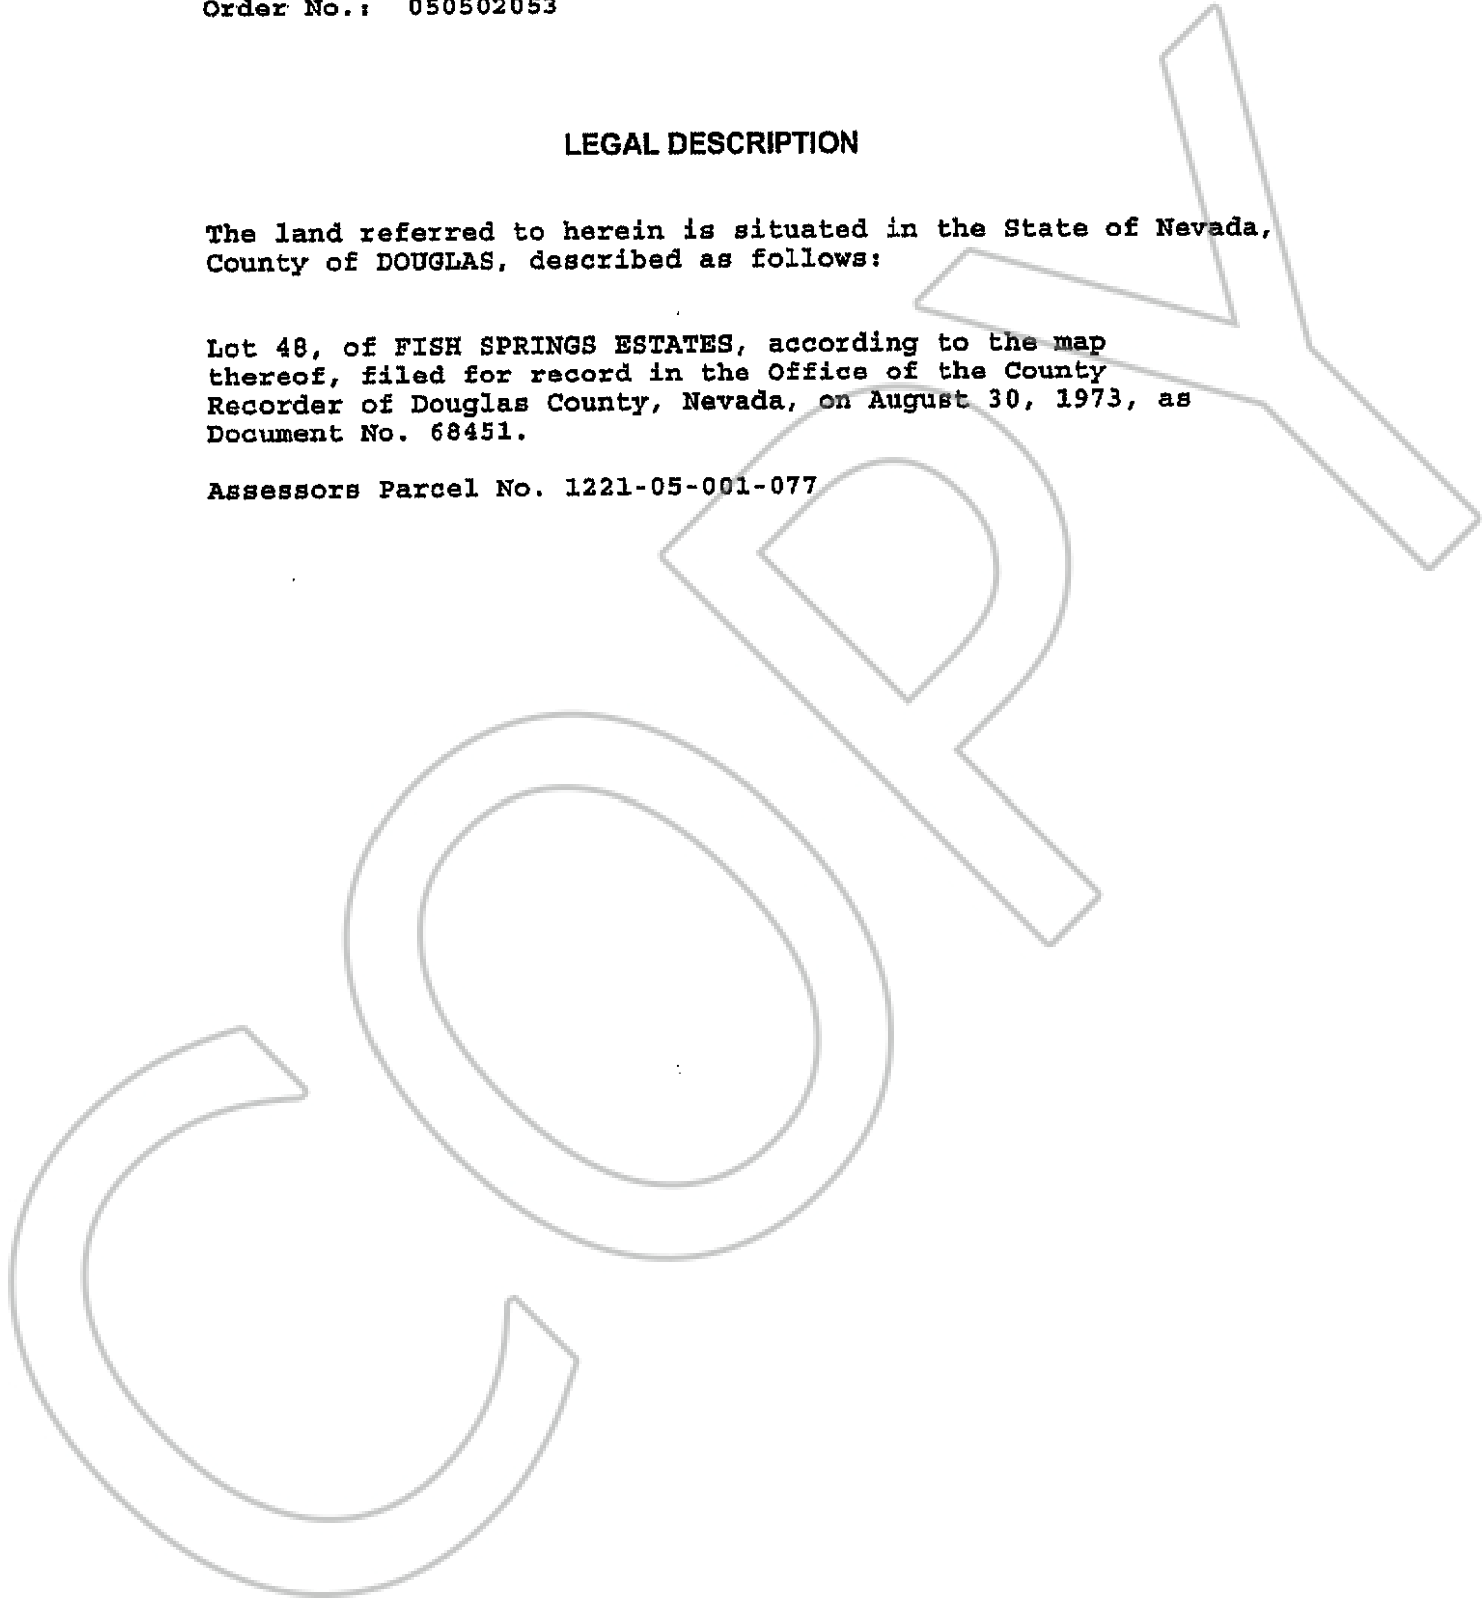 Order No.: 050502053
LEGAL DESCRIPTION
The land referred to herein is situated in the State of Nevada,
County of DOUGLAS, described as follows:
Lot 48, of FISH SPRINGS ESTATES, according to the map
thereof, filed for record in the Office of the County
Recorder of Douglas County, Nevada, on August 30, 1973, as
Document No. 68451.
Assessors Parcel No. 1221-05-001-077
COPY